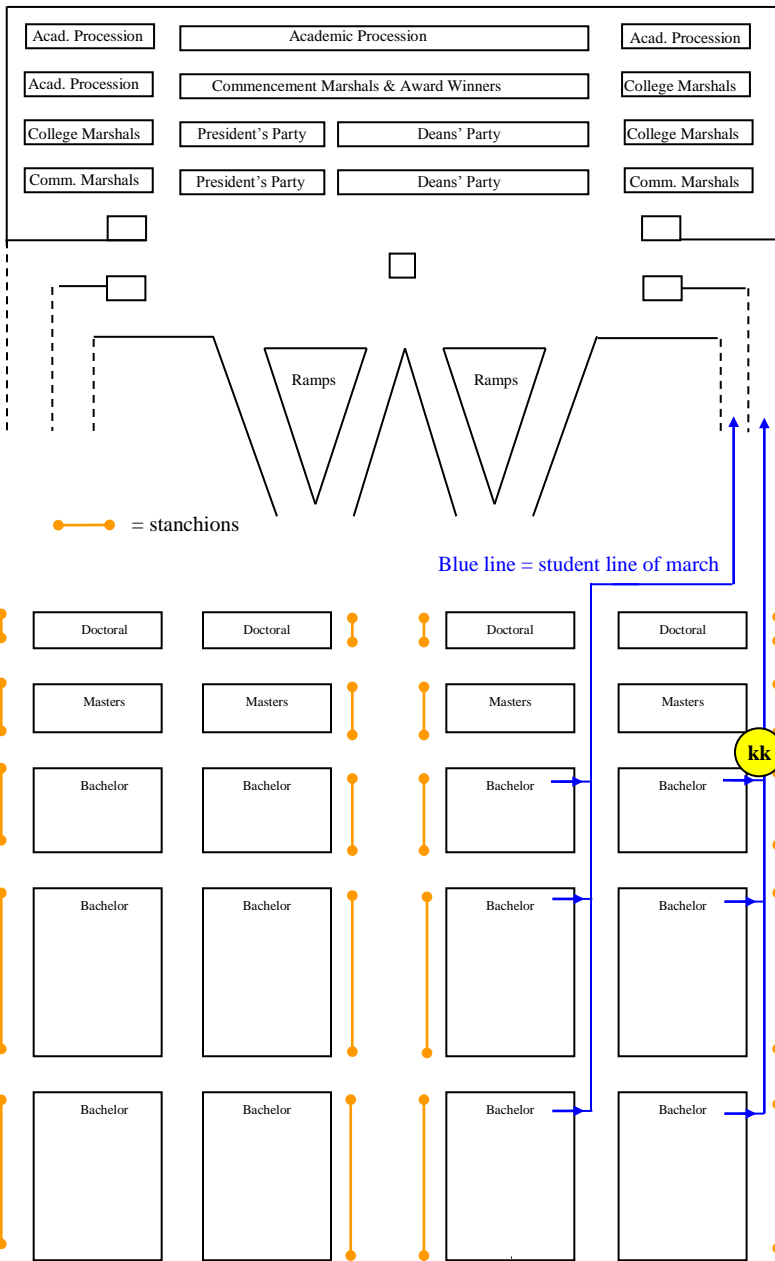 Acad. Procession Academic Procession Acad. Procession
Acad. Procession Commencement Marshals & Award Winners College Marshals
College Marshals President’s Party Deans’ Party College Marshals
Comm. Marshals President’s Party Deans’ Party Comm. Marshals
Ramps Ramps
= stanchions
Blue line = student line of march
Doctoral Doctoral Doctoral Doctoral
Masters Masters Masters Masters
kk
Bachelor Bachelor Bachelor Bachelor
Bachelor Bachelor Bachelor Bachelor
Bachelor Bachelor Bachelor Bachelor